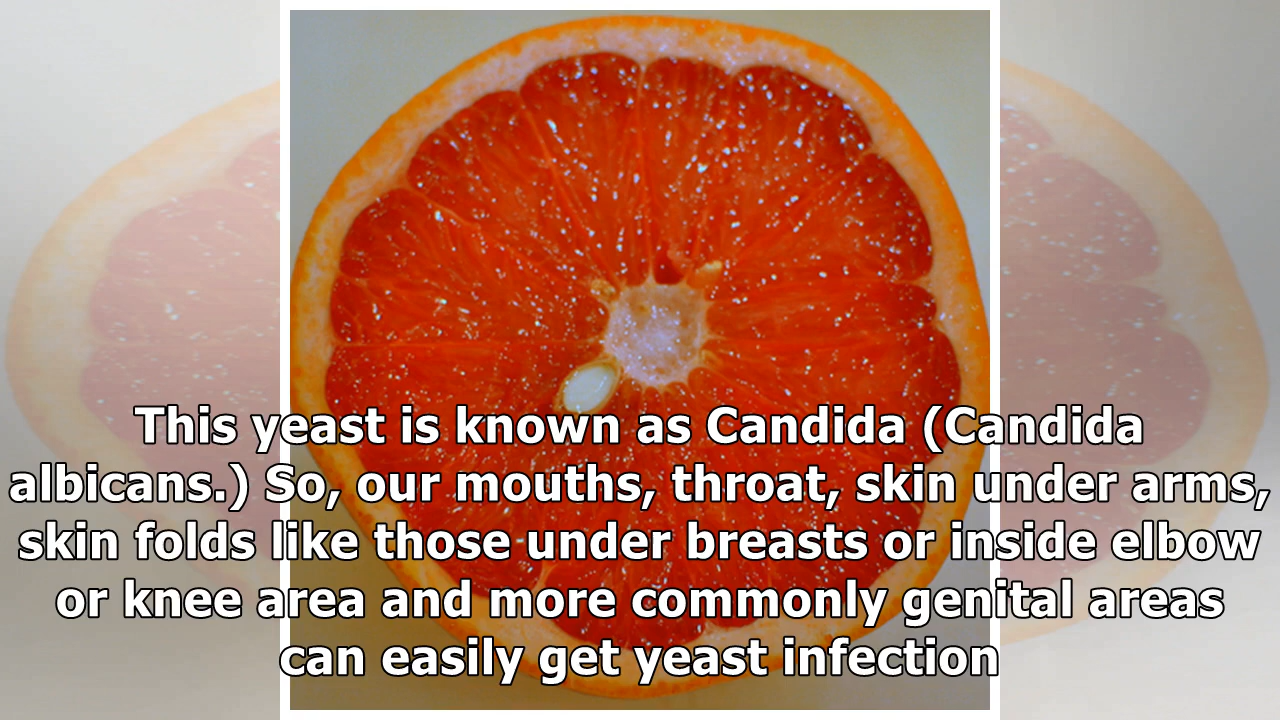 This yeast is known as Candida (Candida
albicans.) So, our mouths, throat, skin under arms,
skin folds like those under breasts or inside elbow
or knee area and more commonly genital areas
can easily get yeast infection